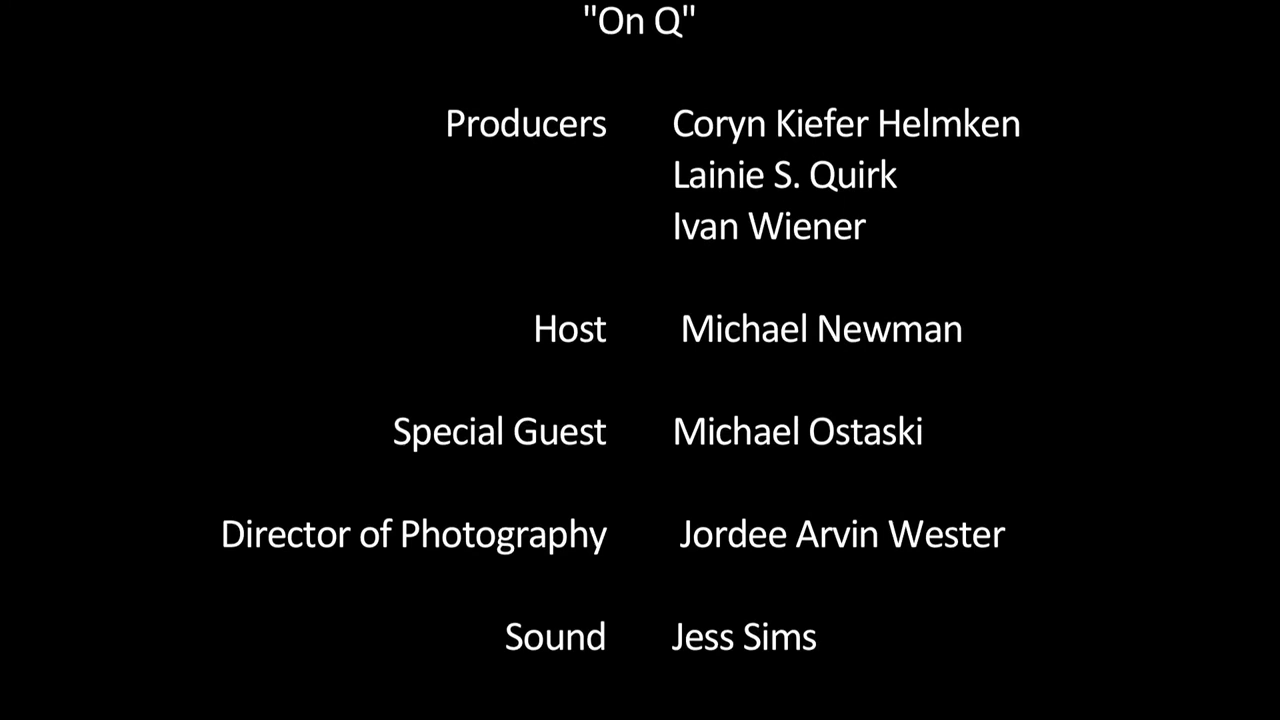 "On Q"
Producers Coryn Kiefer Helmken
Lainie S. Quirk
Ivan Wiener
Host Michael Newman
Special Guest Michael Ostaski
Director of Photography Jordee Arvin Wester
Sound Jess Sims